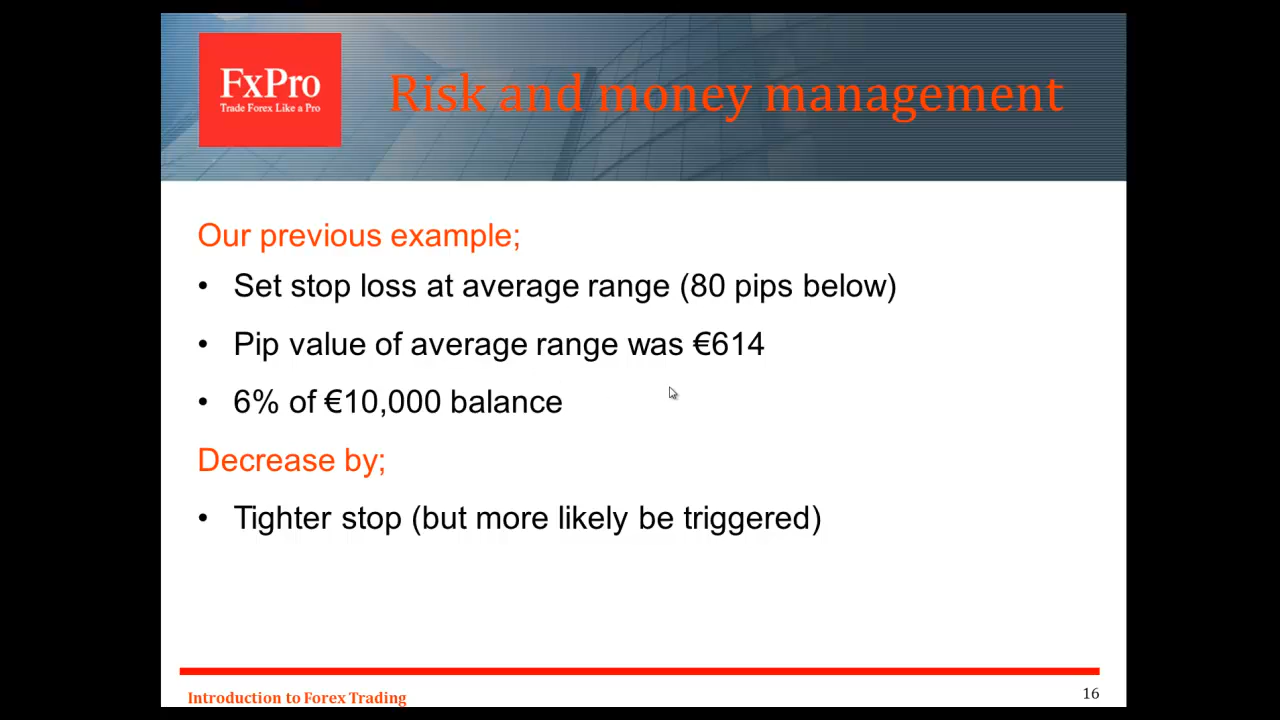 FxPro
Trade Forex Like a Pro
Risk and money management
Our previous example;
• Set stop loss at average range (80 pips below)
• Pip value of average range was €614
• 6% of €10,000 balance
Decrease by;
• Tighter stop (but more likely be triggered)
Introduction to Forex Trading
16